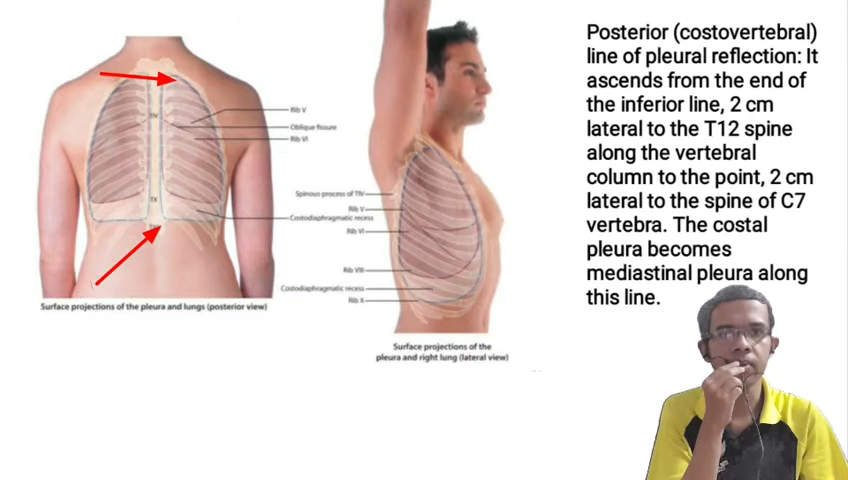 Posterior (costovertebral)
line of pleural reflection: It
ascends from the end of
the inferior line, 2 cm
lateral to the T12 spine
along the vertebral
column to the point, 2 cm
lateral to the spine of C7
vertebra. The costal
pleura becomes
mediastinal pleura along
this line.
TIV
Rib V
Oblique fissure
Rib VI
TX
Surface projections of the pleura and lungs (posterior view)
Spinous process of TIV
Rib V
Rib VI
Costodiaphragmatic recess
Rib VIII
Costodiaphragmatic recess
Rib X
Surface projections of the
pleura and right lung (lateral view)